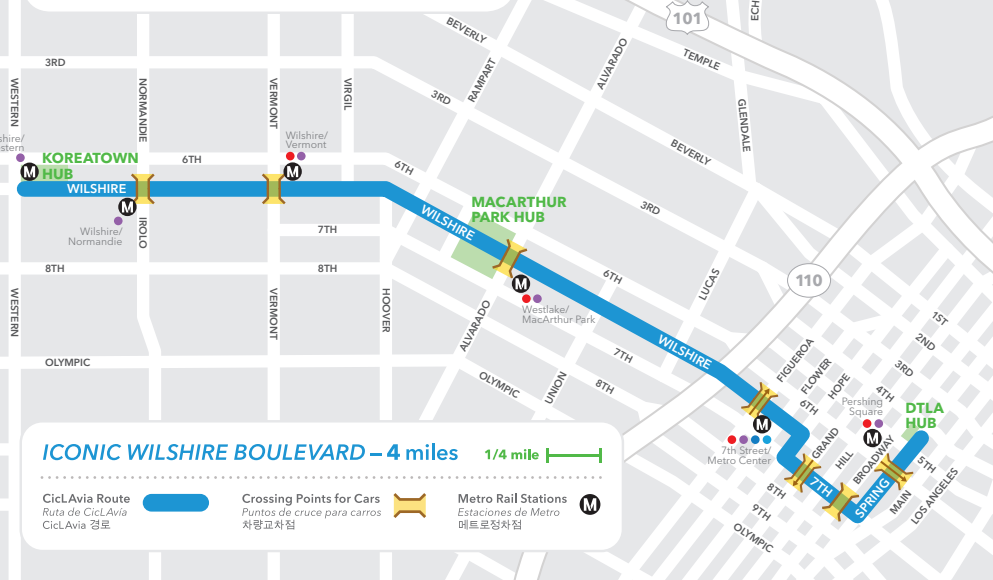 BEVERLY
101
ECH
TEMPLE
ALVARADO
RAMPART
3RD
WESTERN
NORMANDIE
VERMONT
VIRGIL
3RD
GLENDALE
BEVERLY
shire/
stern
Wilshire/
Vermont
KOREATOWN
HUB
6TH
6TH
WILSHIRE
MACARTHUR
PARK HUB
3RD
WILSHIRE
M
M
M
Wilshire/
Normandie
IROLO
7TH
8TH
8TH
6TH
LUCAS
110
M
Westlake/
MacArthur Park
WESTERN
VERMONT
HOOVER
ALVARADO
WILSHIRE
7TH
OLYMPIC
OLYMPIC
UNION
8TH
1ST
2ND
3RD
4TH
FIGUEROA
FLOWER
HOPE
6TH
Pershing
Square
M
DTLA
HUB
M
7th Street/
Metro Center
GRAND
HILL
BROADWAY
5TH
7TH
SPRING
MAIN
LOS ANGELES
8TH
9TH
OLYMPIC
ICONIC WILSHIRE BOULEVARD – 4 miles
1/4 mile
CicLAvia Route
Ruta de CicLAvía
CicLAvia 경로
Crossing Points for Cars
Puntos de cruce para carros
차량교차점
Metro Rail Stations
Estaciones de Metro
메트로정차점
M